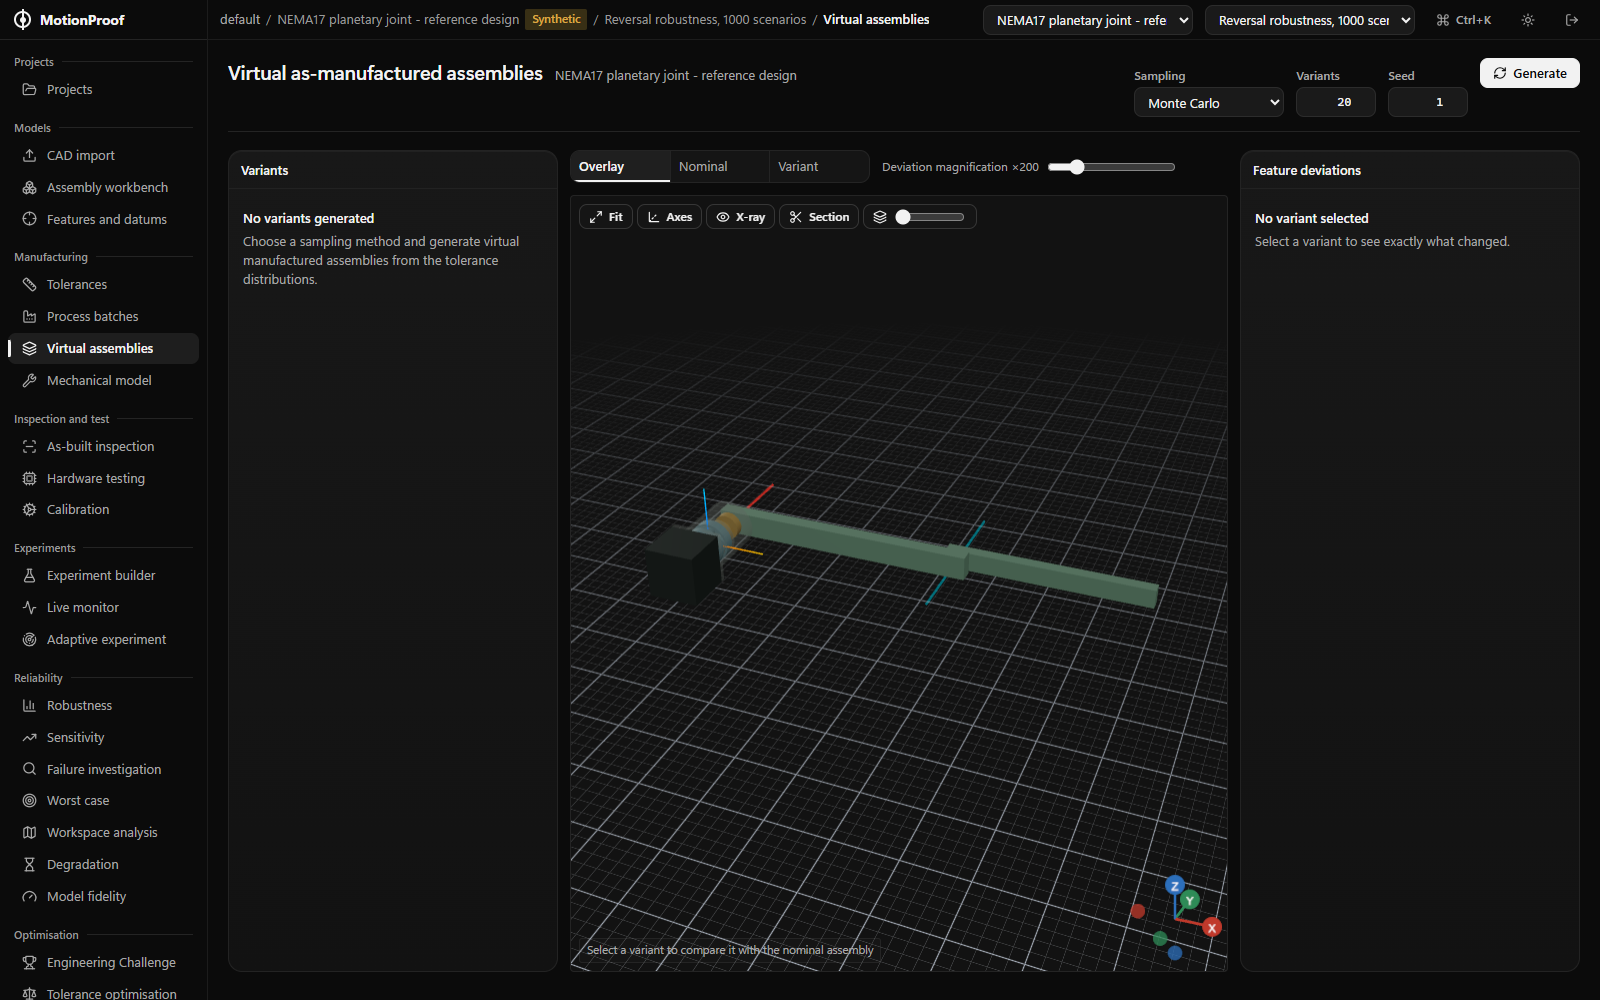 MotionProof
default / NEMA17 planetary joint - reference design Synthetic / Reversal robustness, 1000 scenarios / Virtual assemblies
NEMA17 planetary joint - refe
Reversal robustness, 1000 scer
Ctrl+K
Projects
Projects
Models
CAD import
Assembly workbench
Features and datums
Manufacturing
Tolerances
Process batches
Virtual assemblies
Mechanical model
Inspection and test
As-built inspection
Hardware testing
Calibration
Experiments
Experiment builder
Live monitor
Adaptive experiment
Reliability
Robustness
Sensitivity
Failure investigation
Worst case
Workspace analysis
Degradation
Model fidelity
Optimisation
Engineering Challenge
Tolerance optimisation
Virtual as-manufactured assemblies NEMA17 planetary joint - reference design
Sampling
Monte Carlo
Variants
20
Seed
1
Generate
Variants
No variants generated
Choose a sampling method and generate virtual
manufactured assemblies from the tolerance
distributions.
Overlay Nominal Variant Deviation magnification ×200
Fit Axes X-ray Section
Z
Y
X
Select a variant to compare it with the nominal assembly
Feature deviations
No variant selected
Select a variant to see exactly what changed.